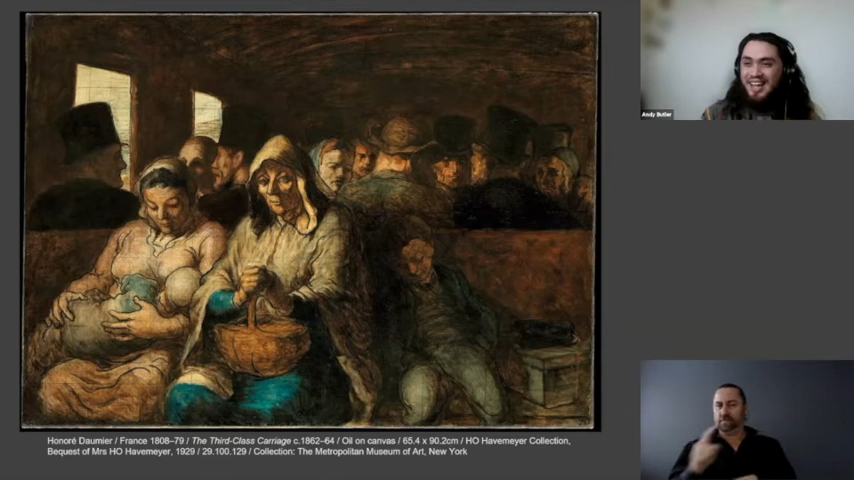 Andy Butler
Honoré Daumier / France 1808–79 / The Third-Class Carriage c.1862–64 / Oil on canvas / 65.4 x 90.2cm / HO Havemeyer Collection,
Bequest of Mrs HO Havemeyer, 1929 / 29.100.129 / Collection: The Metropolitan Museum of Art, New York